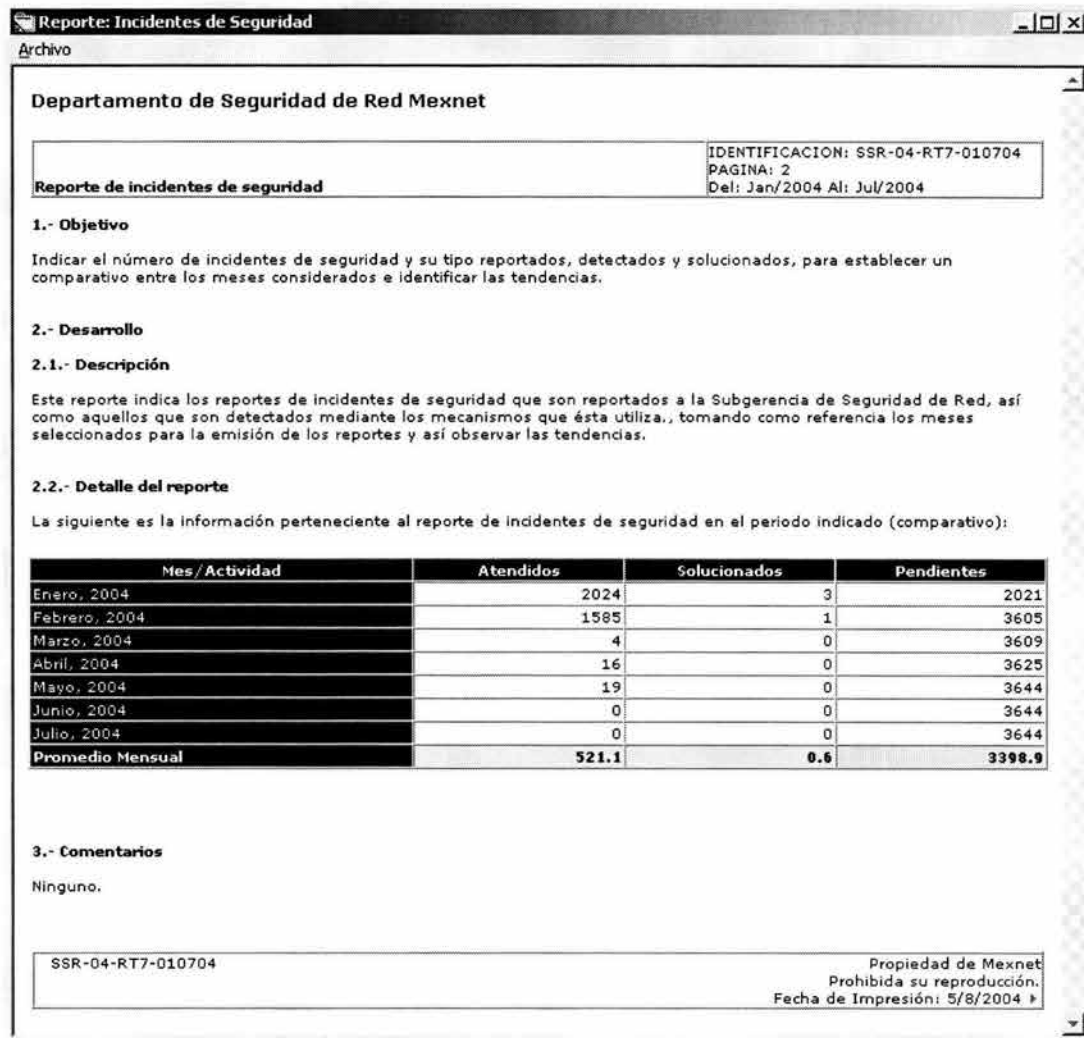 Reporte: Incidentes de Seguridad
Archivo
Departamento de Seguridad de Red Mexnet
IDENTIFICACION: SSR-04-RT7-010704
PAGINA: 2
Reporte de incidentes de seguridad
Del: Jan/2004 Al: Jul/2004
1.- Objetivo
Indicar el número de incidentes de seguridad y su tipo reportados, detectados y solucionados, para establecer un
comparativo entre los meses considerados e identificar las tendencias.
2.- Desarrollo
2.1.- Descripción
Este reporte indica los reportes de incidentes de seguridad que son reportados a la Subgerencia de Seguridad de Red, así
como aquellos que son detectados mediante los mecanismos que ésta utiliza., tomando como referencia los meses
seleccionados para la emisión de los reportes y así observar las tendencias.
2.2.- Detalle del reporte
La siguiente es la información perteneciente al reporte de incidentes de seguridad en el periodo indicado (comparativo):
Mes/Actividad Atendidos Solucionados Pendientes
Enero, 2004 2024 3 2021
Febrero, 2004 1585 1 3605
Marzo, 2004 4 0 3609
Abril, 2004 16 0 3625
Mayo, 2004 19 0 3644
Junio, 2004 0 0 3644
Julio, 2004 0 0 3644
Promedio Mensual 521.1 0.6 3398.9
3.- Comentarios
Ninguno.
SSR-04-RT7-010704 Propiedad de Mexnet
Prohibida su reproducción.
Fecha de Impresión: 5/8/2004